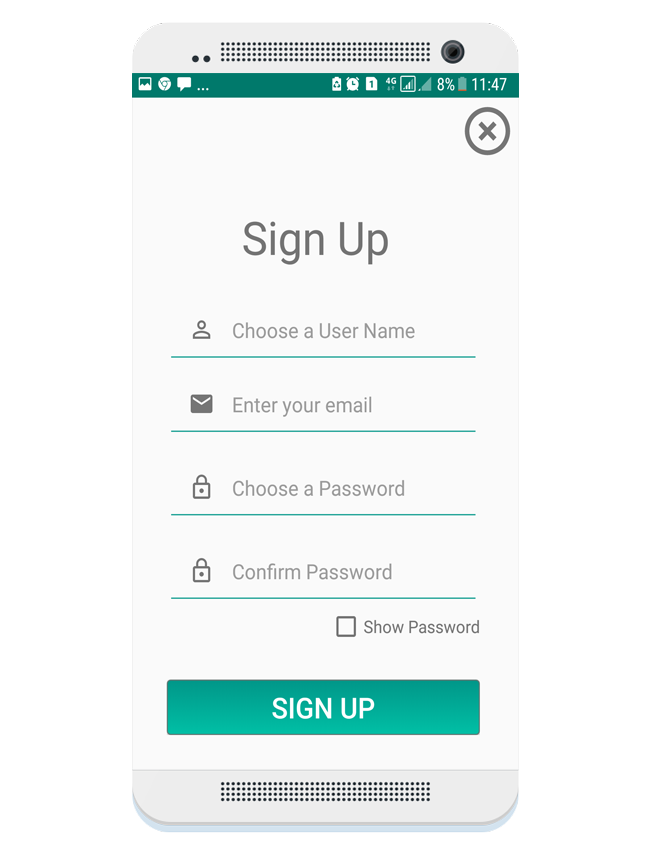 ... 1 4G 8% 11:47
Sign Up
Choose a User Name
Enter your email
Choose a Password
Confirm Password
Show Password
SIGN UP